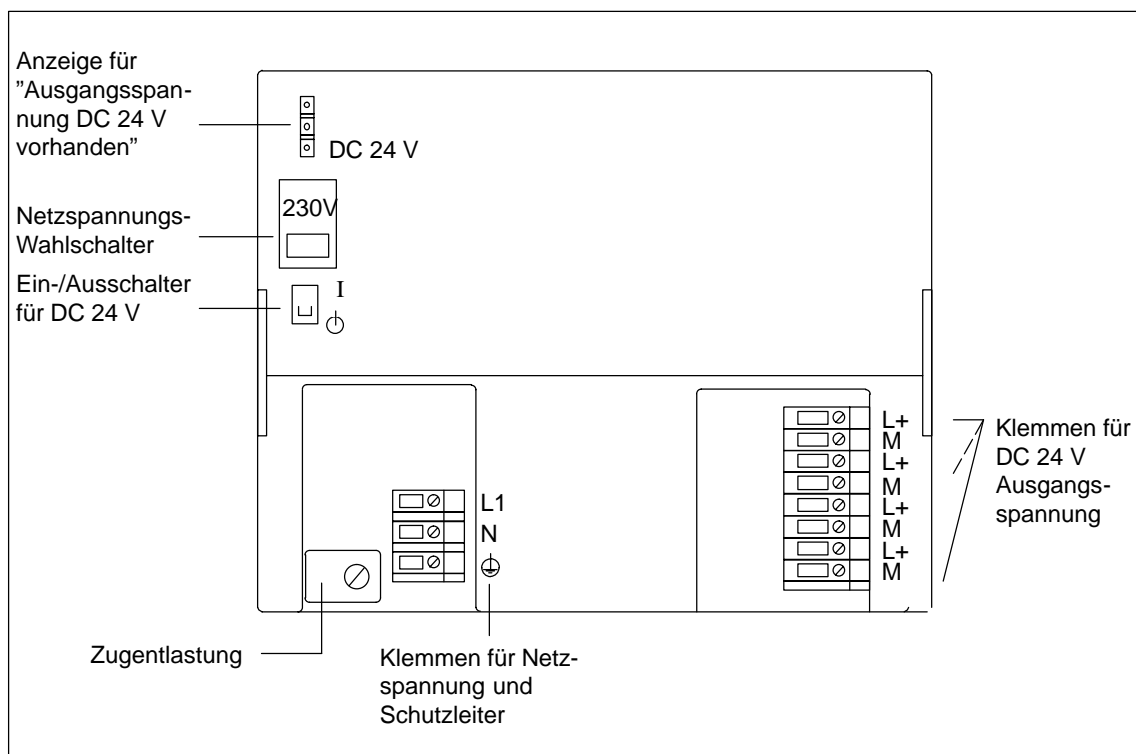 Anzeige für
”Ausgangsspan-
nung DC 24 V
vorhanden”
DC 24 V
230V
Netzspannungs-
Wahlschalter
Ein-/Ausschalter
für DC 24 V
I
L+
M
L+
M
L+
M
L+
M
Klemmen für
DC 24 V
Ausgangs-
spannung
L1
N
Zugentlastung
Klemmen für Netz-
spannung und
Schutzleiter